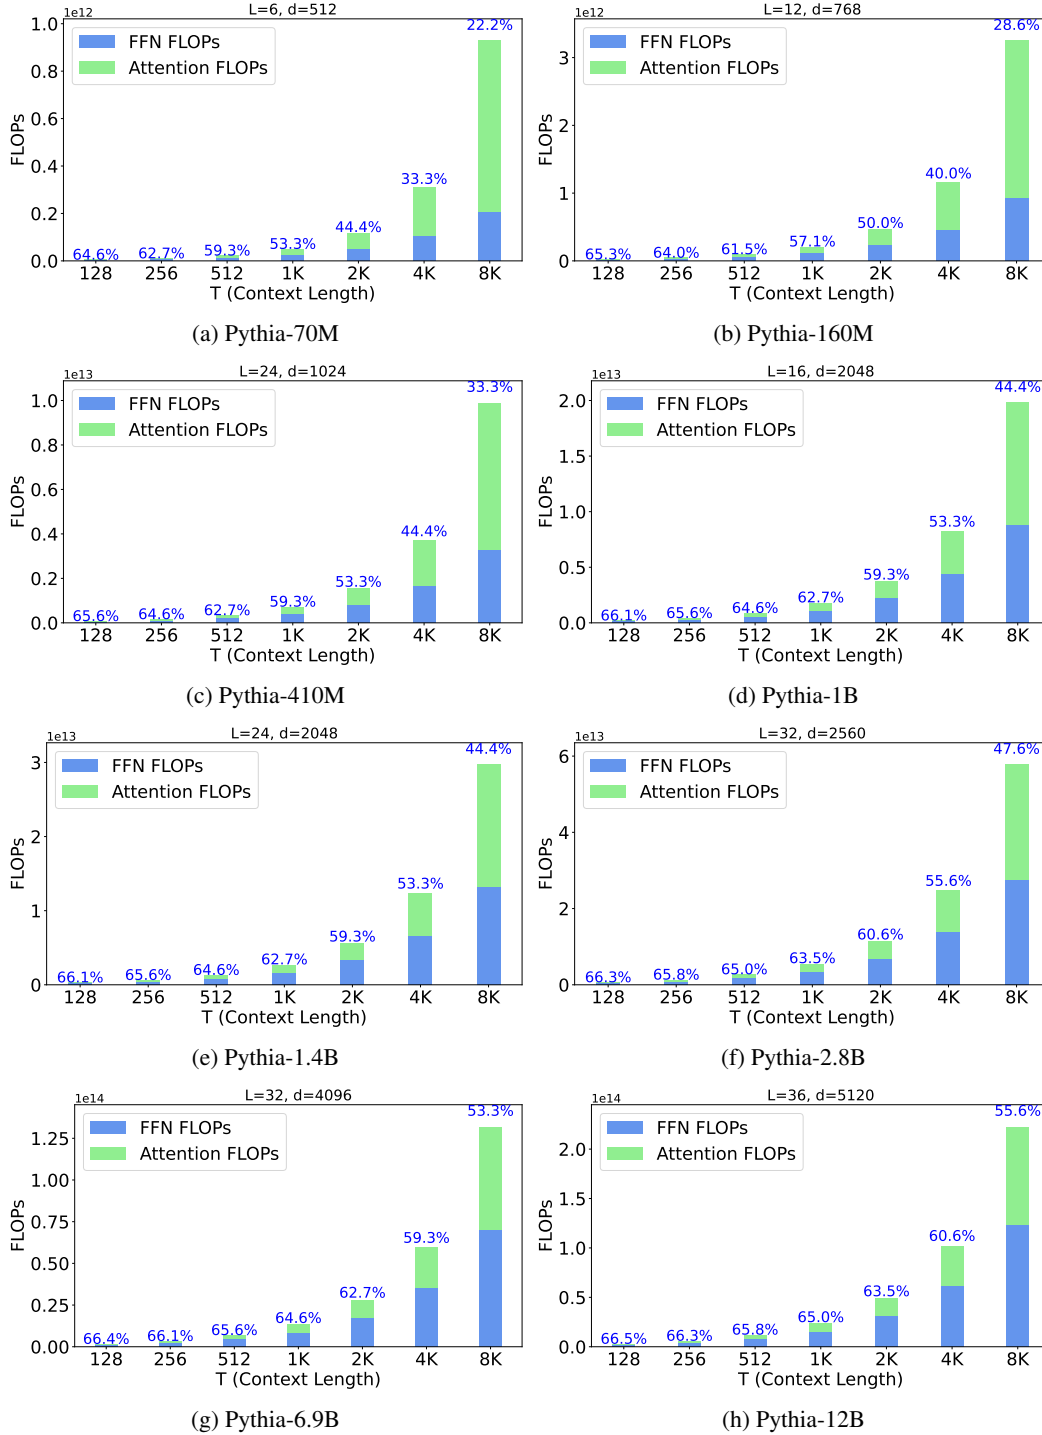 L=6, d=512
1e12
1.0
0.8
0.6
0.4
0.2
0.0
FLOPs
FFN FLOPs
Attention FLOPs
64.6% 62.7% 59.3% 53.3% 44.4% 33.3% 22.2%
128 256 512 1K 2K 4K 8K
T (Context Length)
(a) Pythia-70M
L=12, d=768
1e12
3
2
1
0
FLOPs
FFN FLOPs
Attention FLOPs
65.3% 64.0% 61.5% 57.1% 50.0% 40.0% 28.6%
128 256 512 1K 2K 4K 8K
T (Context Length)
(b) Pythia-160M
L=24, d=1024
1e13
1.0
0.8
0.6
0.4
0.2
0.0
FLOPs
FFN FLOPs
Attention FLOPs
65.6% 64.6% 62.7% 59.3% 53.3% 44.4% 33.3%
128 256 512 1K 2K 4K 8K
T (Context Length)
(c) Pythia-410M
L=16, d=2048
1e13
2.0
1.5
1.0
0.5
0.0
FLOPs
FFN FLOPs
Attention FLOPs
66.1% 65.6% 64.6% 62.7% 59.3% 53.3% 44.4%
128 256 512 1K 2K 4K 8K
T (Context Length)
(d) Pythia-1B
L=24, d=2048
1e13
3
2
1
0
FLOPs
FFN FLOPs
Attention FLOPs
66.1% 65.6% 64.6% 62.7% 59.3% 53.3% 44.4%
128 256 512 1K 2K 4K 8K
T (Context Length)
(e) Pythia-1.4B
L=32, d=2560
1e13
6
4
2
0
FLOPs
FFN FLOPs
Attention FLOPs
66.3% 65.8% 65.0% 63.5% 60.6% 55.6% 47.6%
128 256 512 1K 2K 4K 8K
T (Context Length)
(f) Pythia-2.8B
L=32, d=4096
1e14
1.25
1.00
0.75
0.50
0.25
0.00
FLOPs
FFN FLOPs
Attention FLOPs
66.4% 66.1% 65.6% 64.6% 62.7% 59.3% 53.3%
128 256 512 1K 2K 4K 8K
T (Context Length)
(g) Pythia-6.9B
L=36, d=5120
1e14
2.0
1.5
1.0
0.5
0.0
FLOPs
FFN FLOPs
Attention FLOPs
66.5% 66.3% 65.8% 65.0% 63.5% 60.6% 55.6%
128 256 512 1K 2K 4K 8K
T (Context Length)
(h) Pythia-12B